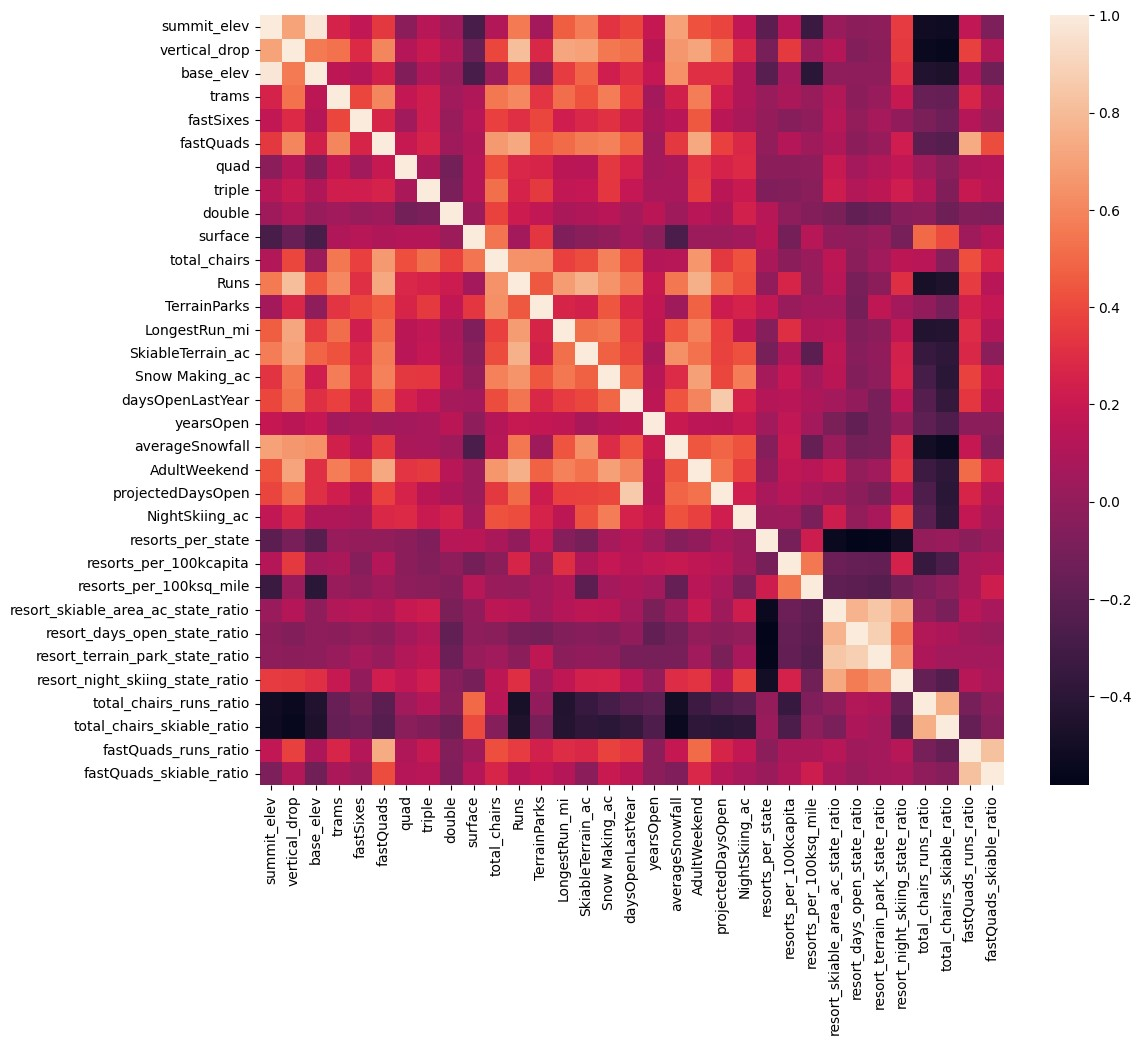 summit_elev
vertical_drop
base_elev
trams
fastSixes
fastQuads
quad
triple
double
surface
total_chairs
Runs
TerrainParks
LongestRun_mi
SkiableTerrain_ac
Snow Making_ac
daysOpenLastYear
yearsOpen
averageSnowfall
AdultWeekend
projectedDaysOpen
NightSkiing_ac
resorts_per_state
resorts_per_100kcapita
resorts_per_100ksq_mile
resort_skiable_area_ac_state_ratio
resort_days_open_state_ratio
resort_terrain_park_state_ratio
resort_night_skiing_state_ratio
total_chairs_runs_ratio
total_chairs_skiable_ratio
fastQuads_runs_ratio
fastQuads_skiable_ratio
summit_elev
vertical_drop
base_elev
trams
fastSixes
fastQuads
quad
triple
double
surface
total_chairs
Runs
TerrainParks
LongestRun_mi
SkiableTerrain_ac
Snow Making_ac
daysOpenLastYear
yearsOpen
averageSnowfall
AdultWeekend
projectedDaysOpen
NightSkiing_ac
resorts_per_state
resorts_per_100kcapita
resorts_per_100ksq_mile
resort_skiable_area_ac_state_ratio
resort_days_open_state_ratio
resort_terrain_park_state_ratio
resort_night_skiing_state_ratio
total_chairs_runs_ratio
total_chairs_skiable_ratio
fastQuads_runs_ratio
fastQuads_skiable_ratio
1.0
0.8
0.6
0.4
0.2
0.0
−0.2
−0.4